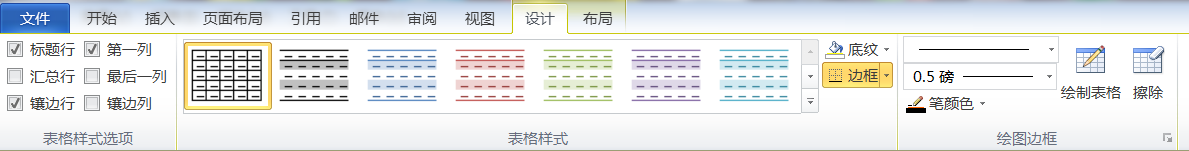 文件 开始 插入 页面布局 引用 邮件 审阅 视图 设计 布局
标题行 第一列 底纹
汇总行 最后一列 边框 0.5 磅 绘制表格 擦除
镶边行 镶边列 笔颜色
表格样式选项 表格样式 绘图边框